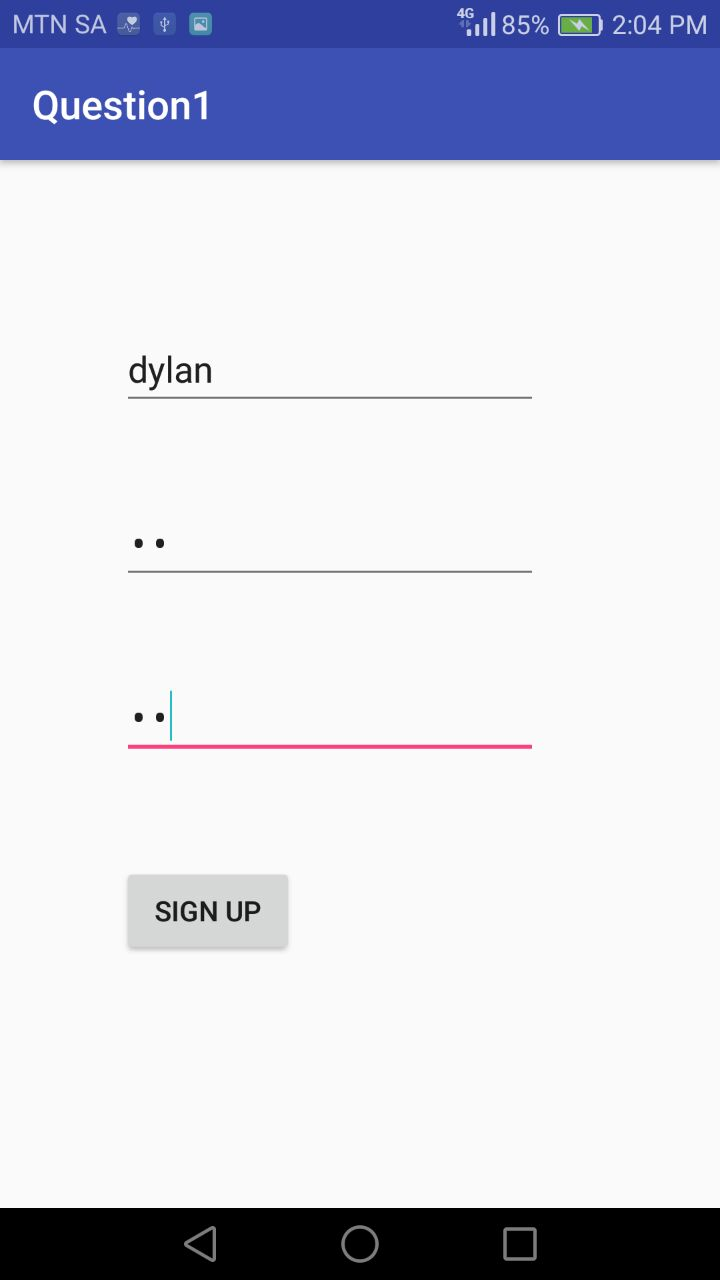 MTN SA 4G 85% 2:04 PM
Question1
dylan
••
••
SIGN UP